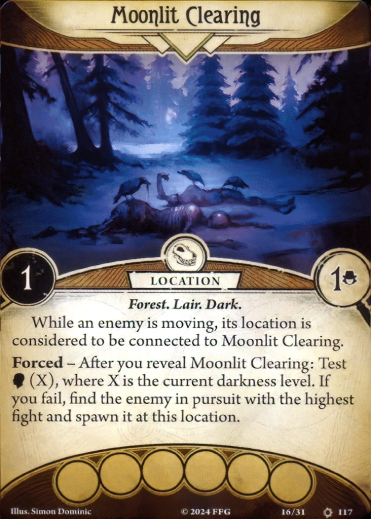 Moonlit Clearing
1
LOCATION
1
Forest. Lair. Dark.
While an enemy is moving, its location is
considered to be connected to Moonlit Clearing.
Forced – After you reveal Moonlit Clearing: Test
(X), where X is the current darkness level. If
you fail, find the enemy in pursuit with the highest
fight and spawn it at this location.
Illus. Simon Dominic © 2024 FFG 16/31 117